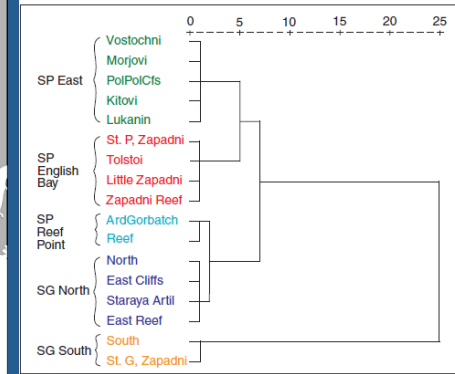 0 5 10 15 20 25
Vostochni
Morjovi
SP East
PolPolCfs
Kitovi
Lukanin
St. P, Zapadni
SP
English
Bay
Tolstoi
Little Zapadni
Zapadni Reef
SP
Reef
Point
ArdGorbatch
Reef
North
East Cliffs
SG North
Staraya Artil
East Reef
South
SG South
St. G, Zapadni